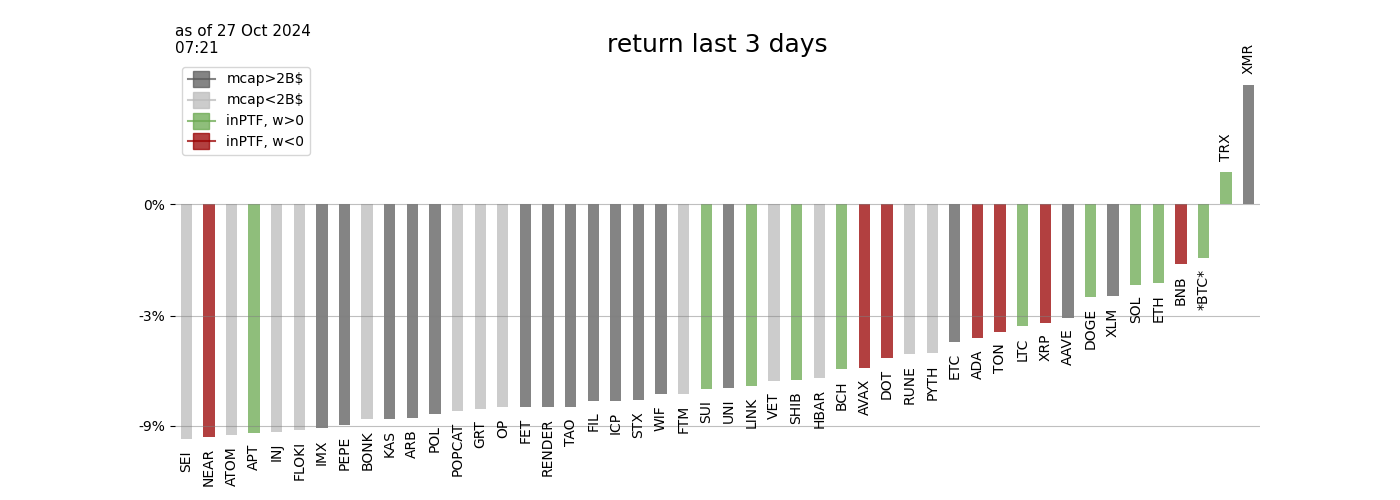 as of 27 Oct 2024
07:21
return last 3 days
mcap>2B$
mcap<2B$
inPTF, w>0
inPTF, w<0
0%
-3%
-9%
SEI
NEAR
ATOM
APT
INJ
FLOKI
IMX
PEPE
BONK
KAS
ARB
POL
POPCAT
GRT
OP
FET
RENDER
TAO
FIL
ICP
STX
WIF
FTM
SUI
UNI
LINK
VET
SHIB
HBAR
BCH
AVAX
DOT
RUNE
PYTH
ETC
ADA
TON
LTC
XRP
AAVE
DOGE
XLM
SOL
ETH
BNB
*BTC*
TRX
XMR